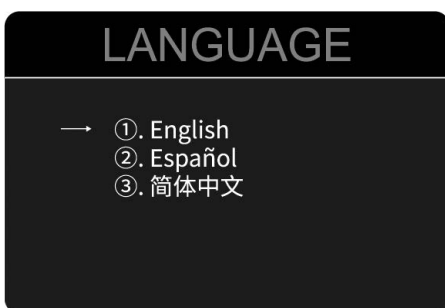 LANGUAGE
→ ①. English
②. Español
③. 简体中文